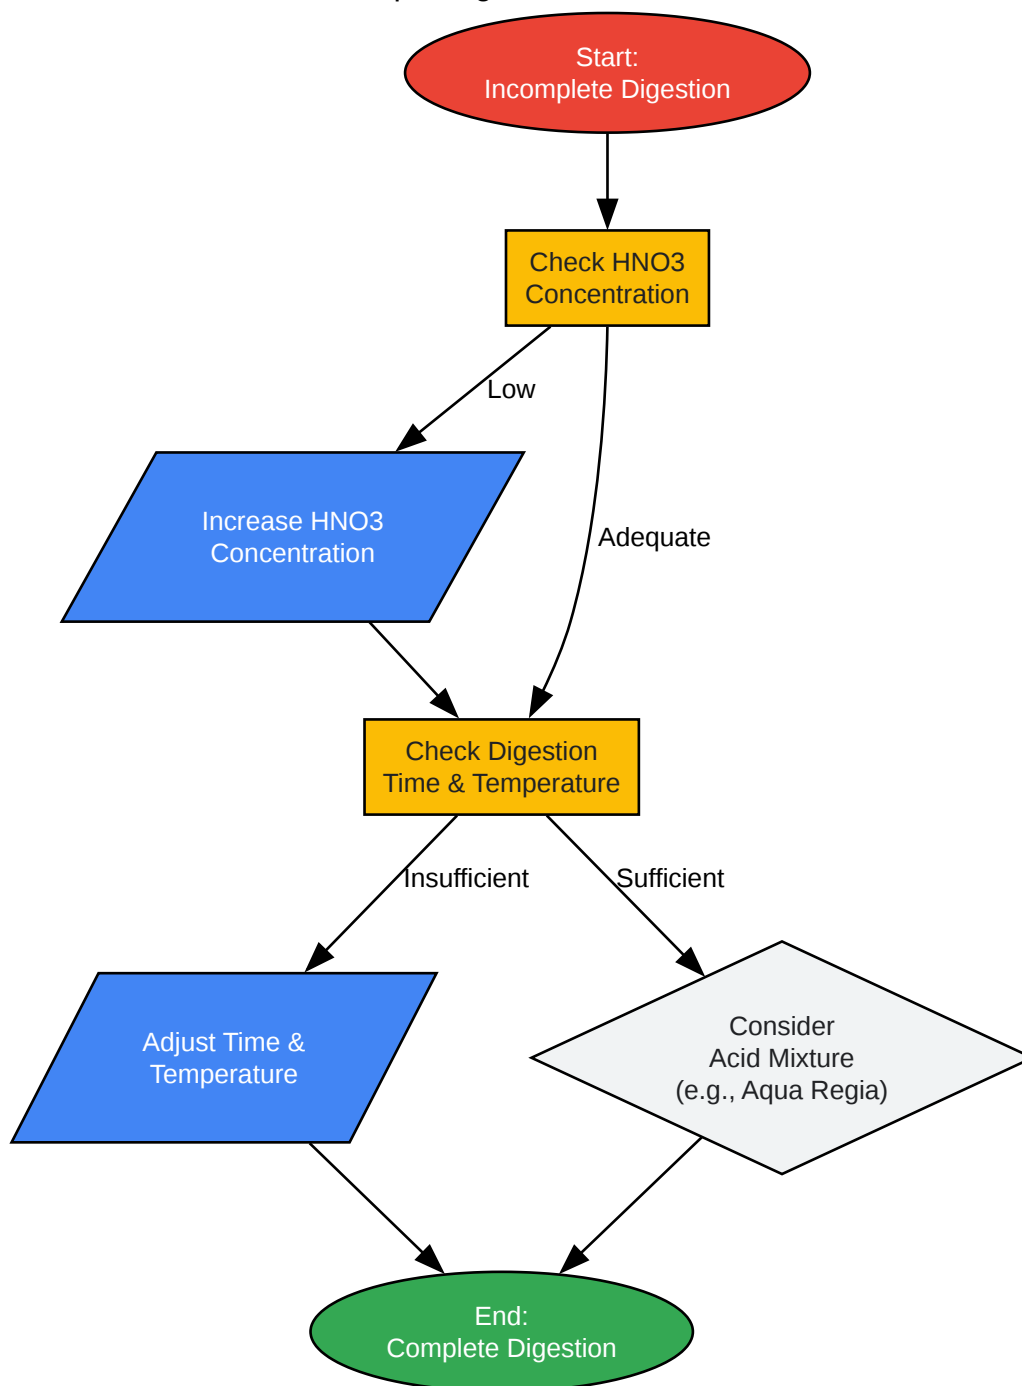 Start:
Incomplete Digestion
Check HNO3
Concentration
Low
Increase HNO3
Concentration
Adequate
Check Digestion
Time & Temperature
Insufficient
Sufficient
Adjust Time &
Temperature
Consider
Acid Mixture
(e.g., Aqua Regia)
End:
Complete Digestion